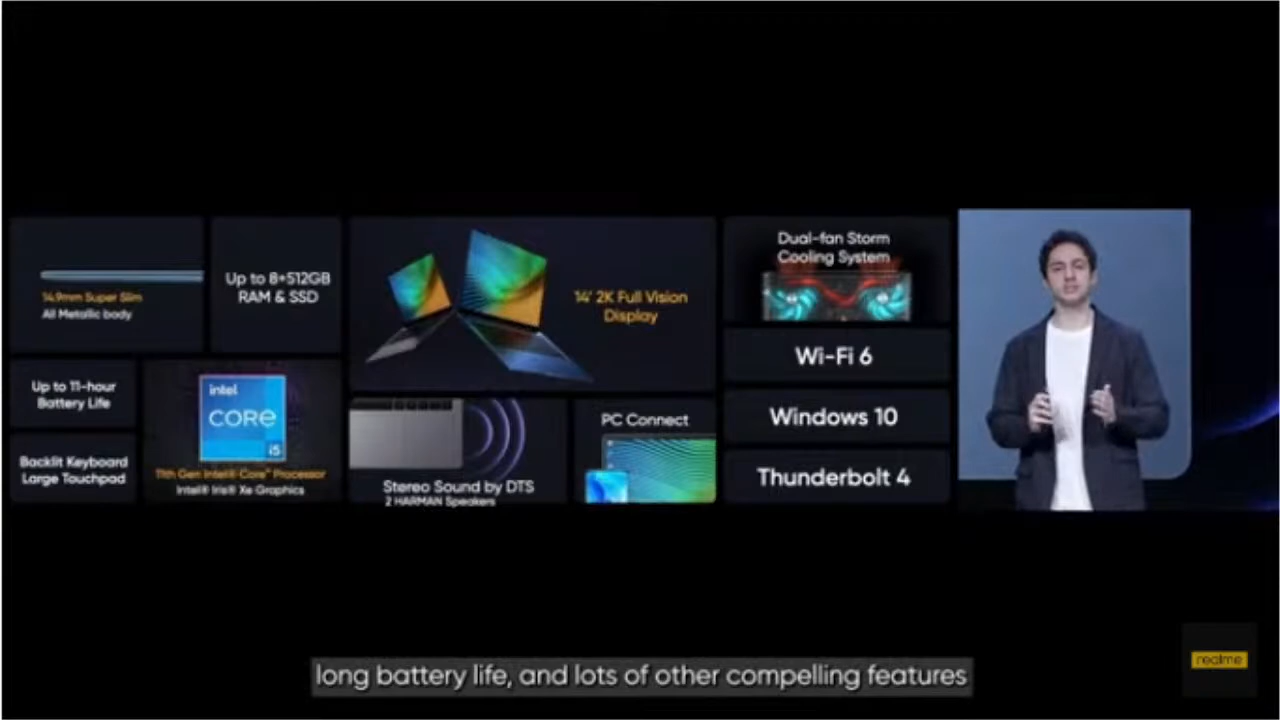 14.9mm Super Slim
All Metallic body
Up to 8+512GB
RAM & SSD
Up to 11-hour
Battery Life
Backlit Keyboard
Large Touchpad
intel
CORE
i5
11th Gen Intel® Core™ Processor
Intel® Iris® Xe Graphics
14' 2K Full Vision
Display
Stereo Sound by DTS
2 HARMAN Speakers
PC Connect
Dual-fan Storm
Cooling System
Wi-Fi 6
Windows 10
Thunderbolt 4
long battery life, and lots of other compelling features
realme